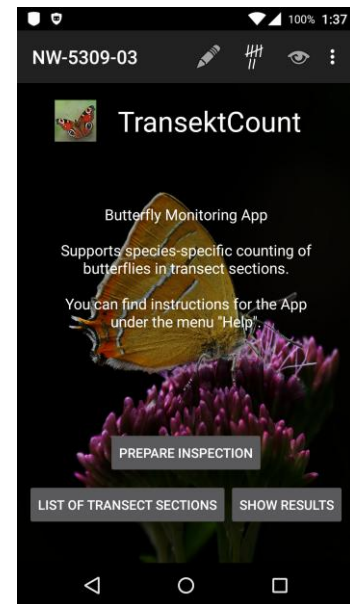 100% 1:37
NW-5309-03
TransektCount
Butterfly Monitoring App
Supports species-specific counting of
butterflies in transect sections.
You can find instructions for the App
under the menu "Help".
PREPARE INSPECTION
LIST OF TRANSECT SECTIONS SHOW RESULTS